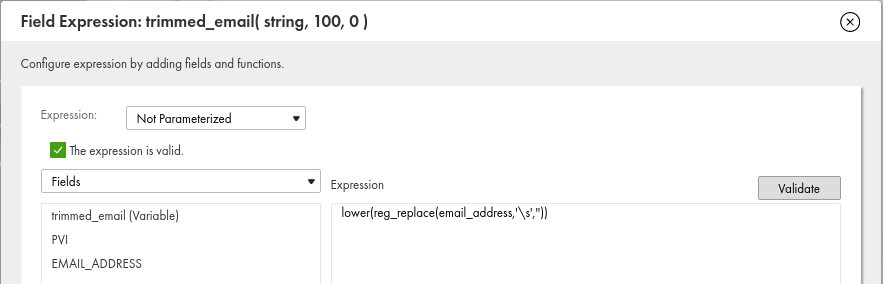 Field Expression: trimmed_email( string, 100, 0 )
Configure expression by adding fields and functions.
Expression:
Not Parameterized
The expression is valid.
Fields
Expression
Validate
trimmed_email (Variable)
PVI
EMAIL_ADDRESS
lower(reg_replace(email_address,'\s',''))